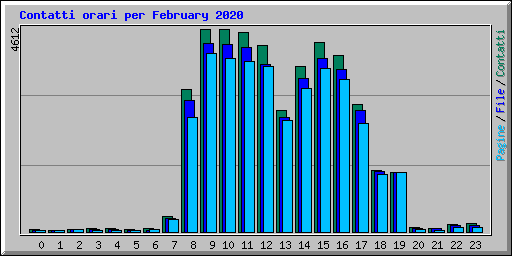 Contatti orari per February 2020
4612
Pagine / File / Contatti
0 1 2 3 4 5 6 7 8 9 10 11 12 13 14 15 16 17 18 19 20 21 22 23